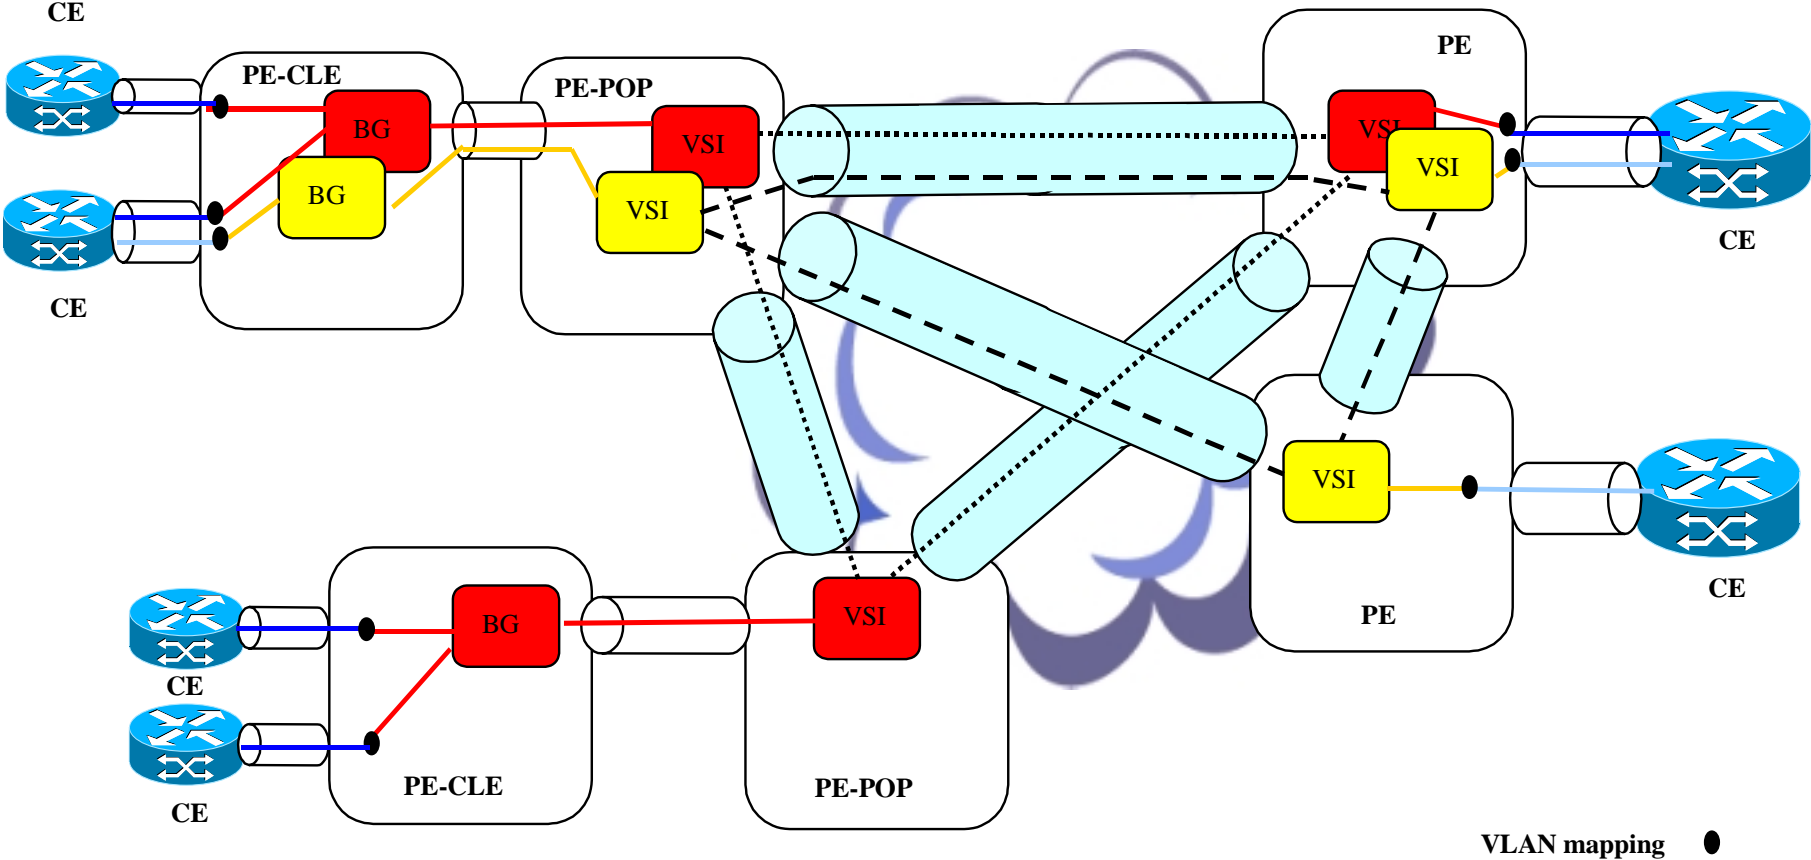 CE
PE
PE-CLE
PE-POP
BG
VSI
VSI
VSI
BG
VSI
CE
CE
VSI
BG
VSI
CE
PE
CE
PE-CLE
PE-POP
CE
VLAN mapping